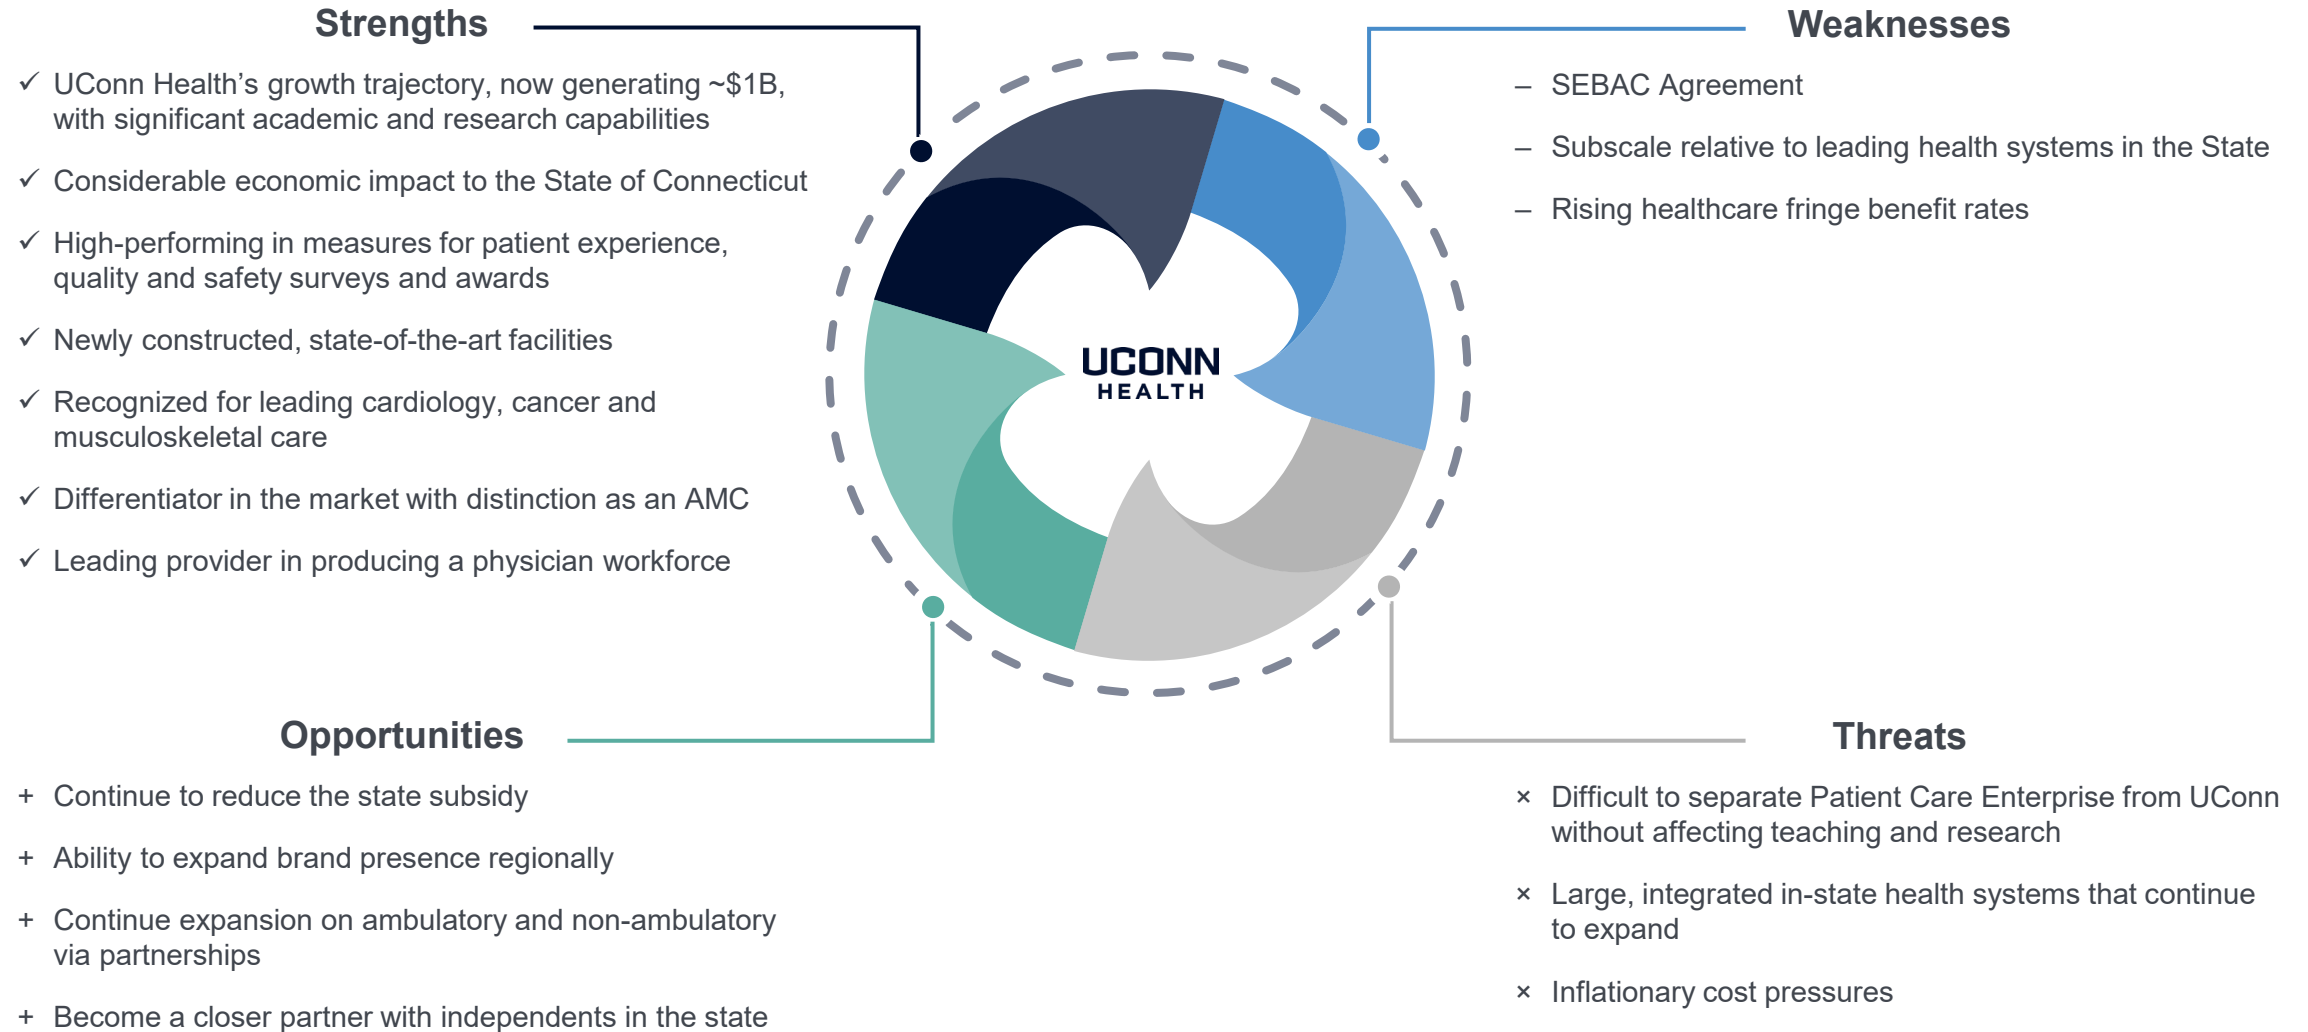 Strengths
✓ UConn Health’s growth trajectory, now generating ~$1B,
with significant academic and research capabilities
✓ Considerable economic impact to the State of Connecticut
✓ High-performing in measures for patient experience,
quality and safety surveys and awards
✓ Newly constructed, state-of-the-art facilities
✓ Recognized for leading cardiology, cancer and
musculoskeletal care
✓ Differentiator in the market with distinction as an AMC
✓ Leading provider in producing a physician workforce
Weaknesses
– SEBAC Agreement
– Subscale relative to leading health systems in the State
– Rising healthcare fringe benefit rates
UCONN
HEALTH
Opportunities
+ Continue to reduce the state subsidy
+ Ability to expand brand presence regionally
+ Continue expansion on ambulatory and non-ambulatory
via partnerships
+ Become a closer partner with independents in the state
Threats
× Difficult to separate Patient Care Enterprise from UConn
without affecting teaching and research
× Large, integrated in-state health systems that continue
to expand
× Inflationary cost pressures